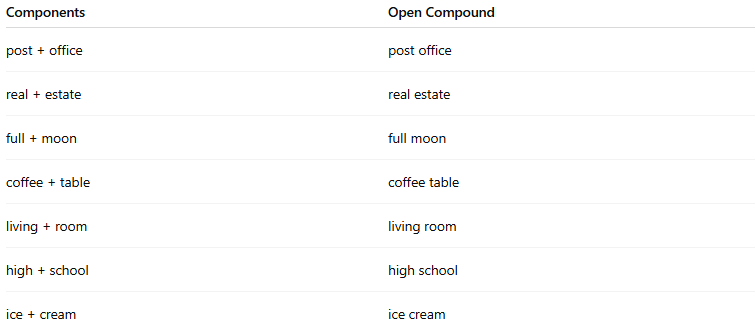 Components Open Compound
post + office post office
real + estate real estate
full + moon full moon
coffee + table coffee table
living + room living room
high + school high school
ice + cream ice cream